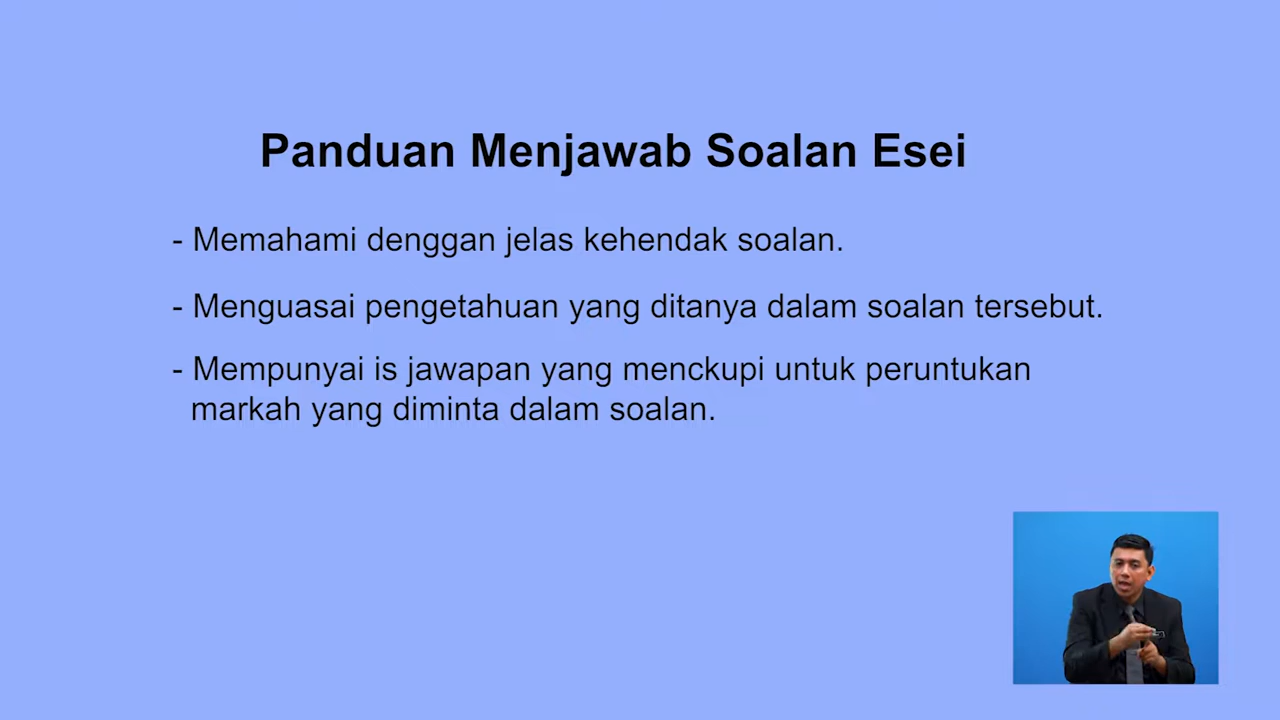 Panduan Menjawab Soalan Esei
- Memahami denggan jelas kehendak soalan.
- Menguasai pengetahuan yang ditanya dalam soalan tersebut.
- Mempunyai is jawapan yang menckupi untuk peruntukan
markah yang diminta dalam soalan.